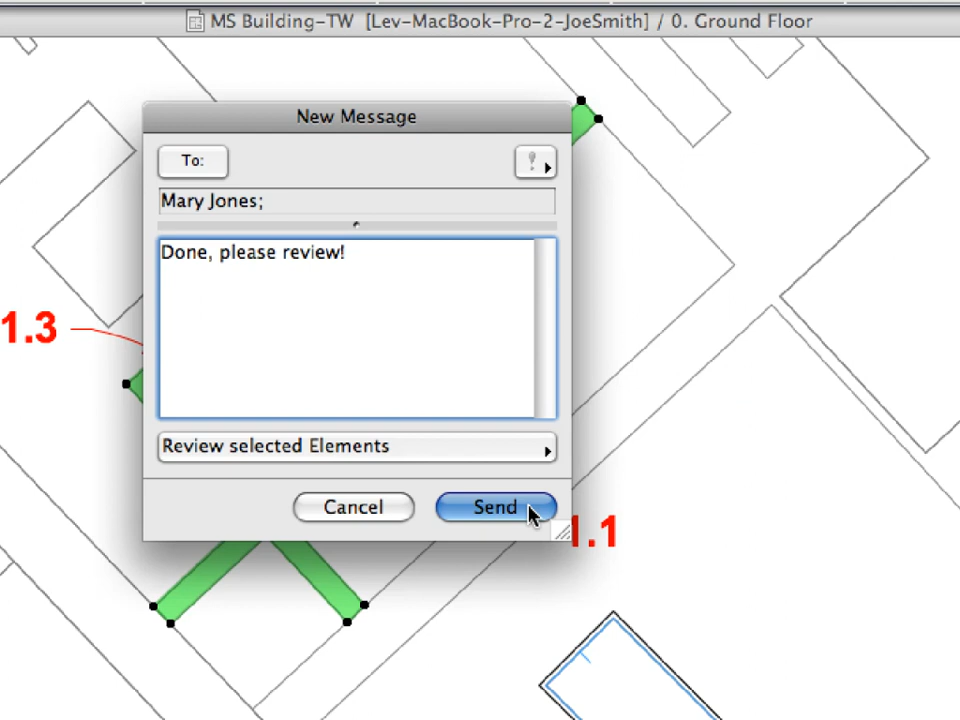 MS Building-TW [Lev-MacBook-Pro-2-JoeSmith] / 0. Ground Floor
New Message
To:
!
Mary Jones;
Done, please review!
1.3
Review selected Elements
Cancel
Send
1.1